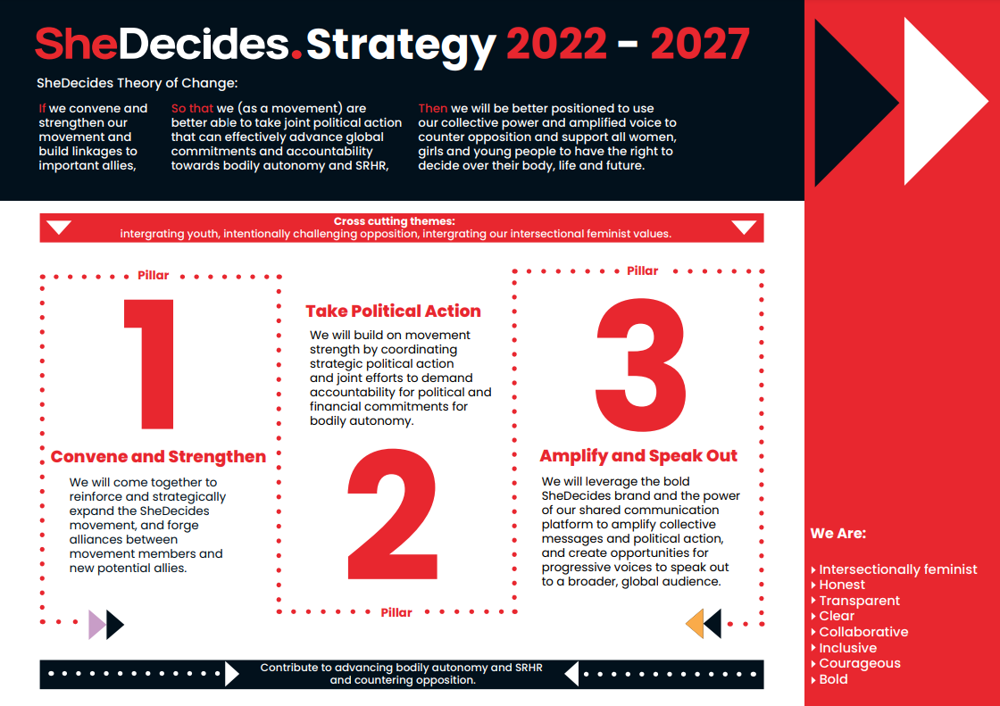 SheDecides. Strategy 2022 - 2027
SheDecides Theory of Change:
If we convene and
strengthen our
movement and
build linkages to
important allies,
So that we (as a movement) are
better able to take joint political action
that can effectively advance global
commitments and accountability
towards bodily autonomy and SRHR,
Then we will be better positioned to use
our collective power and amplified voice to
counter opposition and support all women,
girls and young people to have the right to
decide over their body, life and future.
Cross cutting themes:
intergrating youth, intentionally challenging opposition, intergrating our intersectional feminist values.
Pillar
1
Convene and Strengthen
We will come together to
reinforce and strategically
expand the SheDecides
movement, and forge
alliances between
movement members and
new potential allies.
Take Political Action
We will build on movement
strength by coordinating
strategic political action
and joint efforts to demand
accountability for political and
financial commitments for
bodily autonomy.
2
Pillar
Pillar
3
Amplify and Speak Out
We will leverage the bold
SheDecides brand and the power
of our shared communication
platform to amplify collective
messages and political action,
and create opportunities for
progressive voices to speak out
to a broader, global audience.
Contribute to advancing bodily autonomy and SRHR
and countering opposition.
We Are:
Intersectionally feminist
Honest
Transparent
Clear
Collaborative
Inclusive
Courageous
Bold